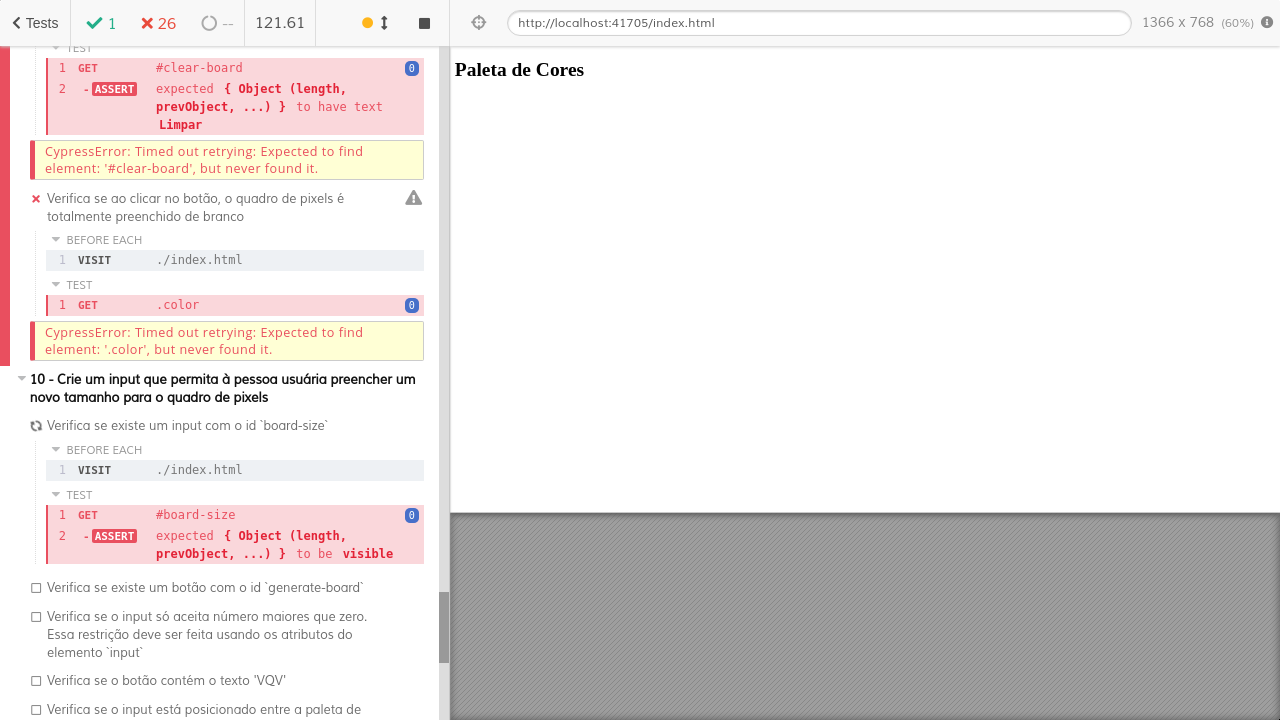 Tests
1
26
--
121.61
http://localhost:41705/index.html
1366 x 768 (60%)
TEST
1 GET #clear-board 0
2 -ASSERT expected { Object (length,
prevObject, ...) } to have text
Limpar
CypressError: Timed out retrying: Expected to find
element: '#clear-board', but never found it.
Verifica se ao clicar no botão, o quadro de pixels é
totalmente preenchido de branco
BEFORE EACH
1 VISIT ./index.html
TEST
1 GET .color 0
CypressError: Timed out retrying: Expected to find
element: '.color', but never found it.
10 - Crie um input que permita à pessoa usuária preencher um
novo tamanho para o quadro de pixels
Verifica se existe um input com o id `board-size`
BEFORE EACH
1 VISIT ./index.html
TEST
1 GET #board-size 0
2 -ASSERT expected { Object (length,
prevObject, ...) } to be visible
Verifica se existe um botão com o id `generate-board`
Verifica se o input só aceita número maiores que zero.
Essa restrição deve ser feita usando os atributos do
elemento `input`
Verifica se o botão contém o texto 'VQV'
Verifica se o input está posicionado entre a paleta de
Paleta de Cores